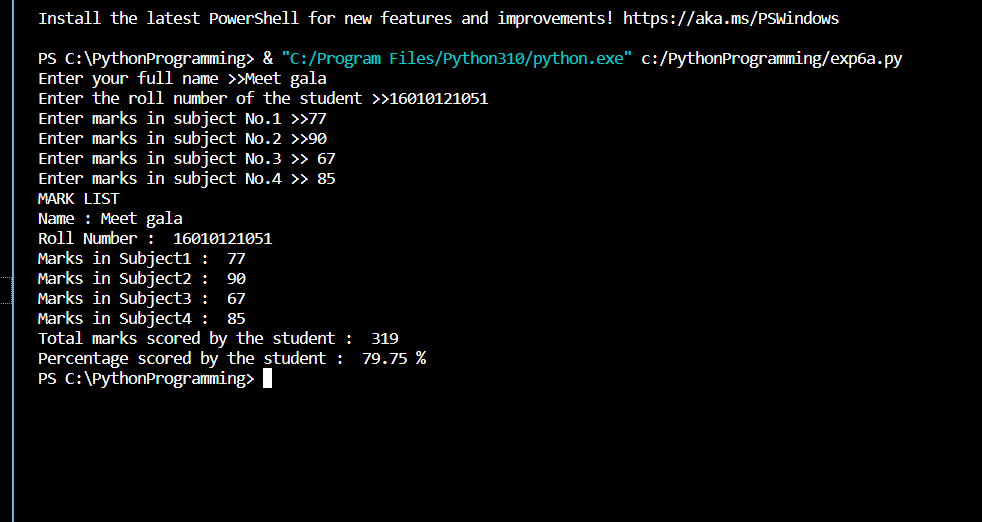 Install the latest PowerShell for new features and improvements! https://aka.ms/PSWindows
PS C:\PythonProgramming> & "C:/Program Files/Python310/python.exe" c:/PythonProgramming/exp6a.py
Enter your full name >>Meet gala
Enter the roll number of the student >>16010121051
Enter marks in subject No.1 >>77
Enter marks in subject No.2 >>90
Enter marks in subject No.3 >> 67
Enter marks in subject No.4 >> 85
MARK LIST
Name : Meet gala
Roll Number :  16010121051
Marks in Subject1 :  77
Marks in Subject2 :  90
Marks in Subject3 :  67
Marks in Subject4 :  85
Total marks scored by the student :  319
Percentage scored by the student :  79.75 %
PS C:\PythonProgramming>